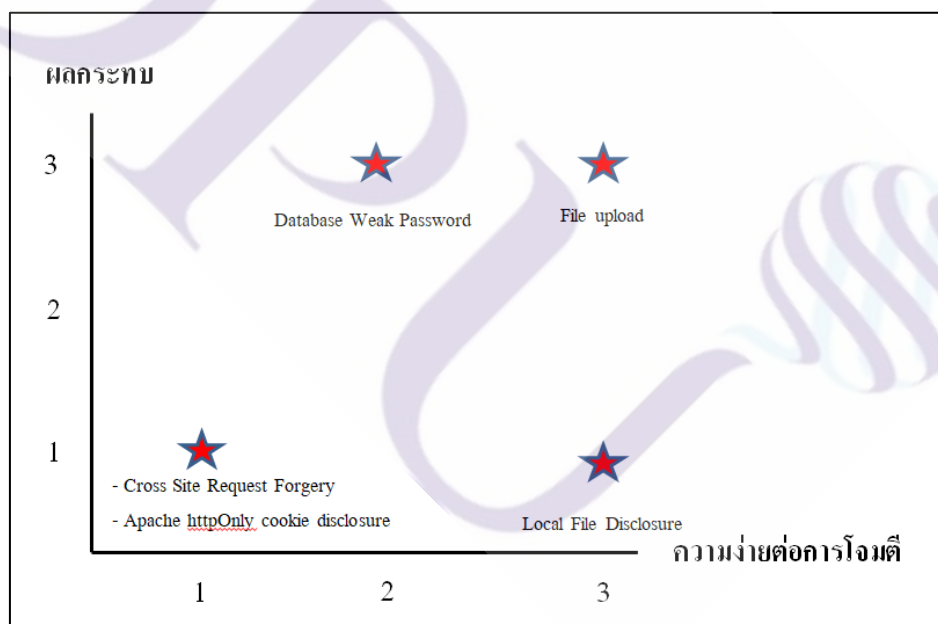 ผลกระทบ
3
Database Weak Password
File upload
2
1
- Cross Site Request Forgery
- Apache httpOnly cookie disclosure
Local File Disclosure
ความง่ายต่อการโจมตี
1
2
3